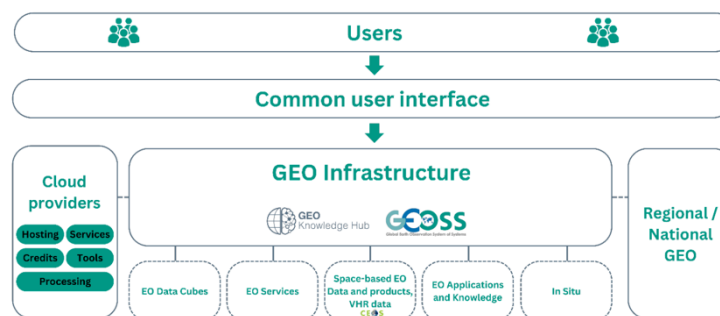 Users
Common user interface
Cloud
providers
Hosting
Services
Credits
Tools
Processing
GEO Infrastructure
GEO
Knowledge Hub
GEOSS
Global Earth Observation System of Systems
Regional /
National
GEO
EO Data Cubes
EO Services
Space-based EO
Data and products,
VHR data
CEOS
EO Applications
and Knowledge
In Situ